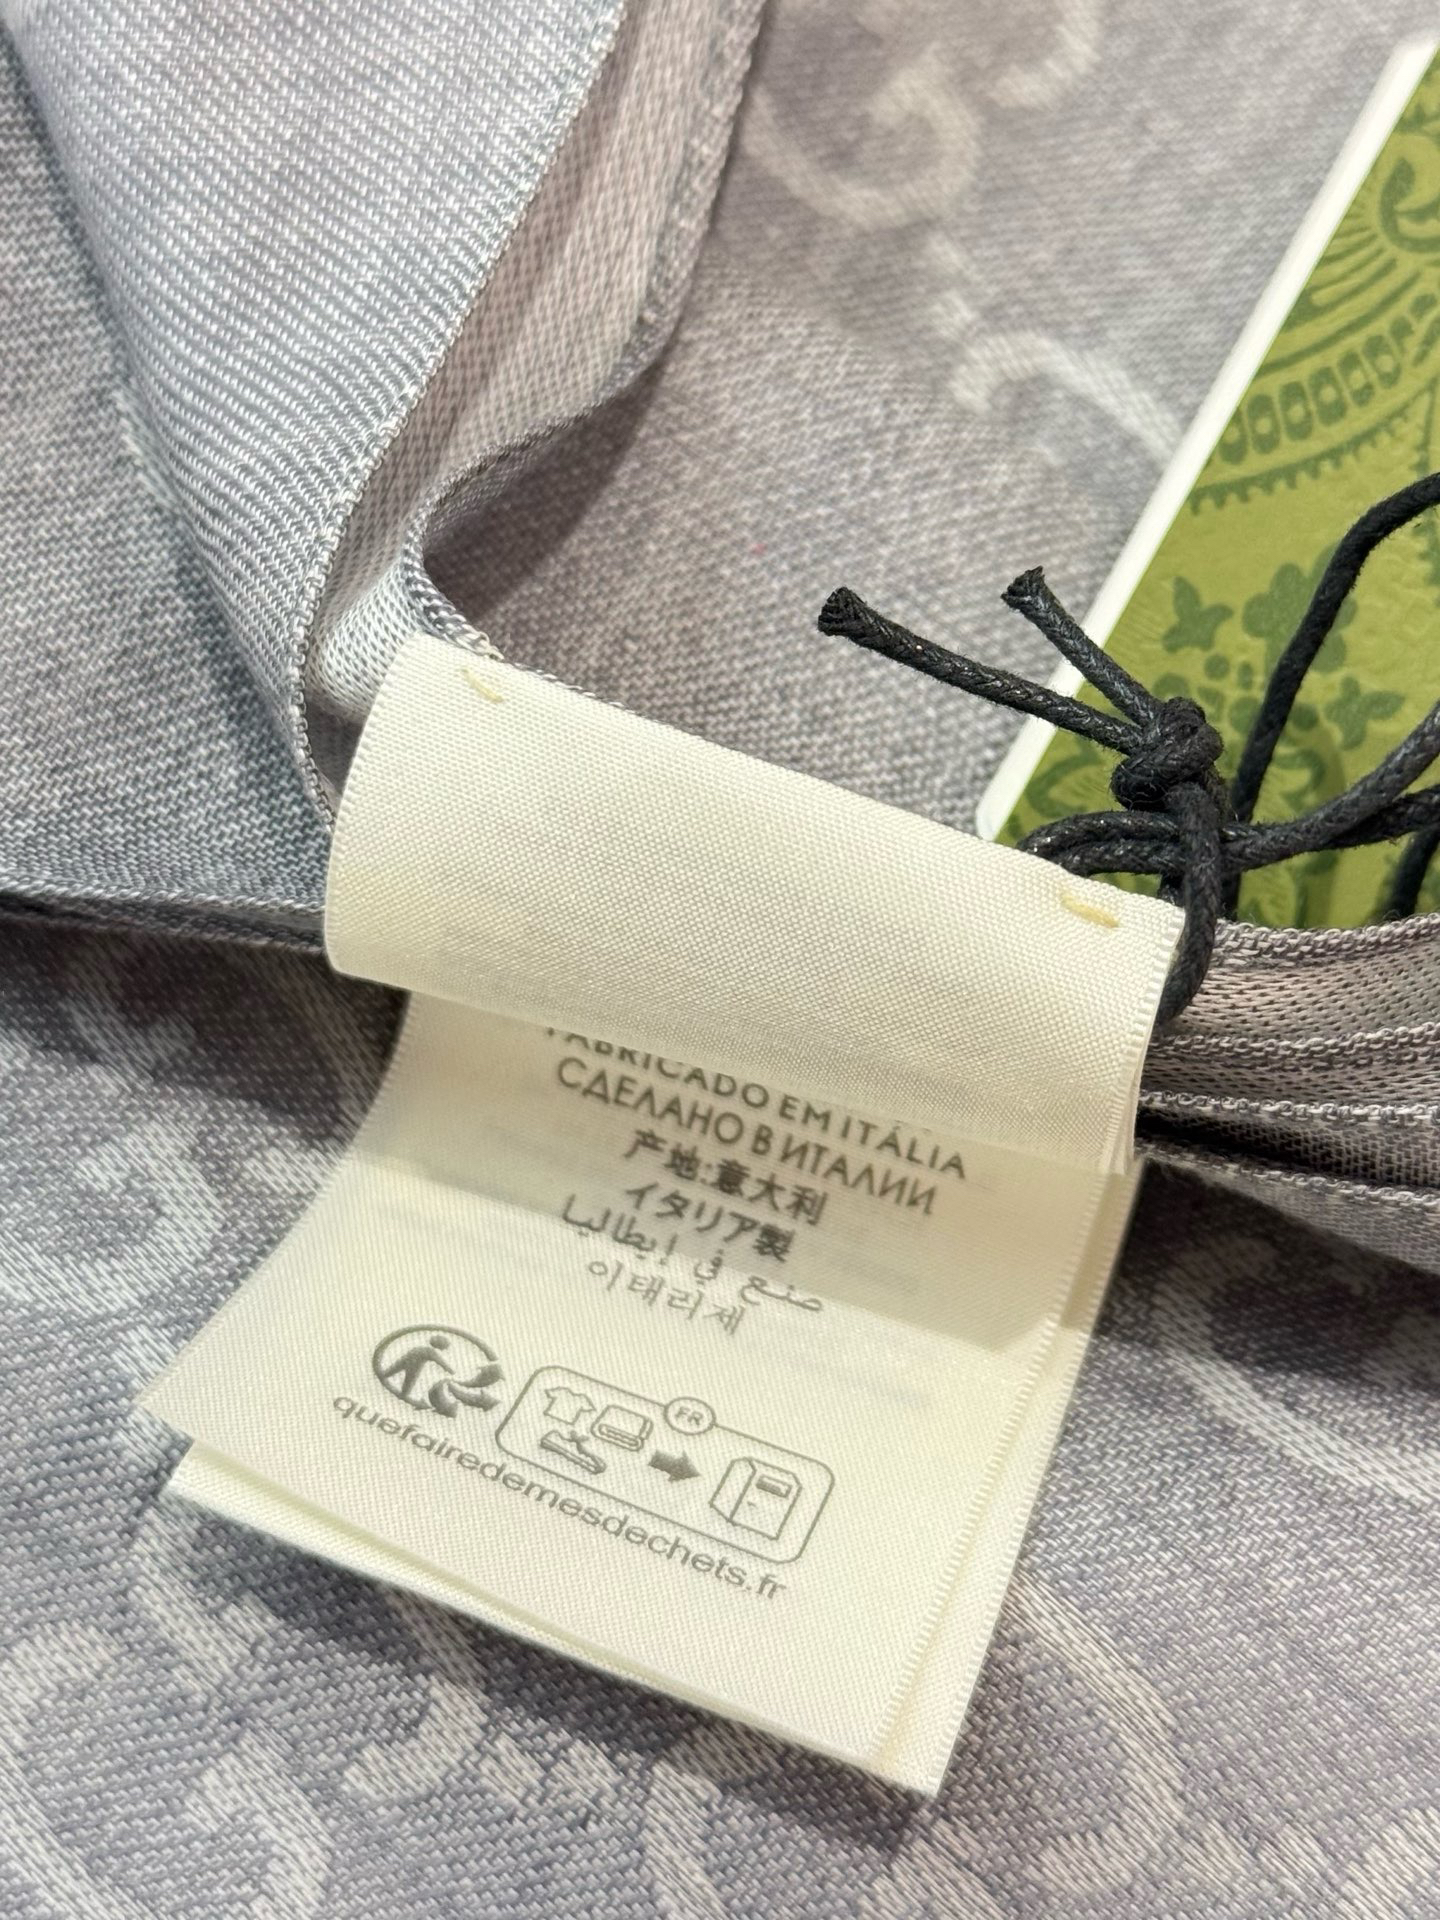 FABRICADO EM ITÁLIA
СДЕЛАНО В ИТАЛИИ
产地:意大利
イタリア製
صنع في إيطاليا
이태리제
FR
quefairedemesdechets.fr